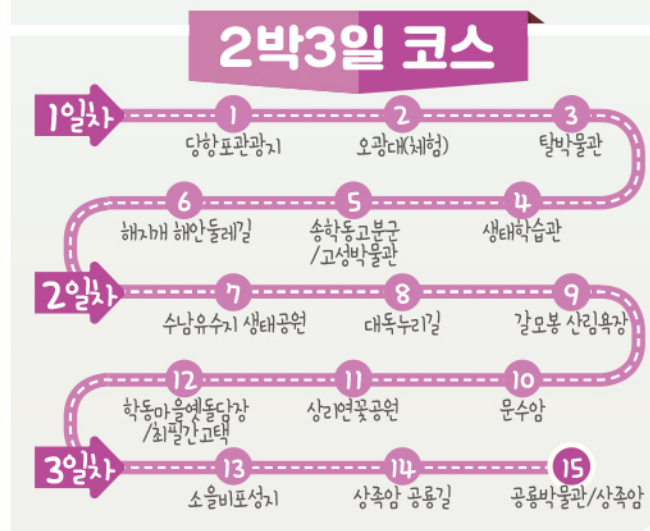 2박3일 코스
1일차
1
당항포관광지
2
오광대(체험)
3
탈박물관
4
생태학습관
5
송학동고분군
/고성박물관
6
해지개 해안둘레길
2일차
7
수남유수지 생태공원
8
대독누리길
9
갈모봉 산림욕장
10
문수암
11
상리연꽃공원
12
학동마을옛돌담장
/최필간고택
3일차
13
소을비포성지
14
상족암 공룡길
15
공룡박물관/상족암